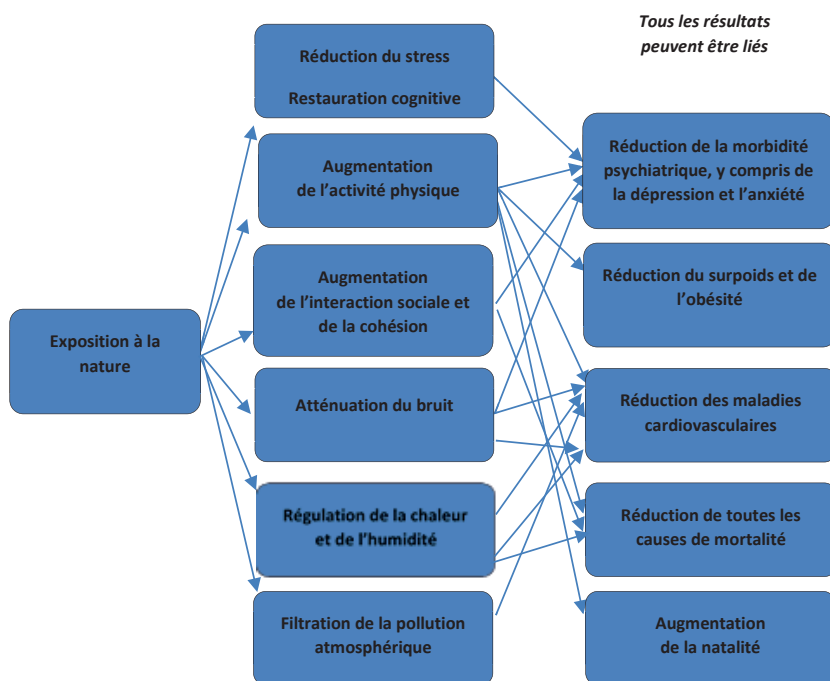 Tous les résultats
peuvent être liés
Exposition à la
nature
Réduction du stress
Restauration cognitive
Augmentation
de l'activité physique
Augmentation
de l'interaction sociale et
de la cohésion
Atténuation du bruit
Régulation de la chaleur
et de l'humidité
Filtration de la pollution
atmosphérique
Réduction de la morbidité
psychiatrique, y compris de
la dépression et l'anxiété
Réduction du surpoids et de
l'obésité
Réduction des maladies
cardiovasculaires
Réduction de toutes les
causes de mortalité
Augmentation
de la natalité